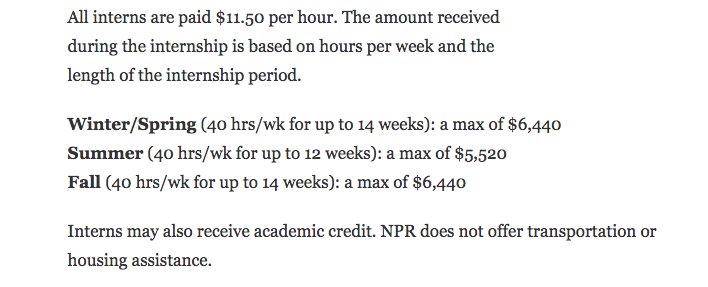 All interns are paid $11.50 per hour. The amount received
during the internship is based on hours per week and the
length of the internship period.
Winter/Spring (40 hrs/wk for up to 14 weeks): a max of $6,440
Summer (40 hrs/wk for up to 12 weeks): a max of $5,520
Fall (40 hrs/wk for up to 14 weeks): a max of $6,440
Interns may also receive academic credit. NPR does not offer transportation or
housing assistance.